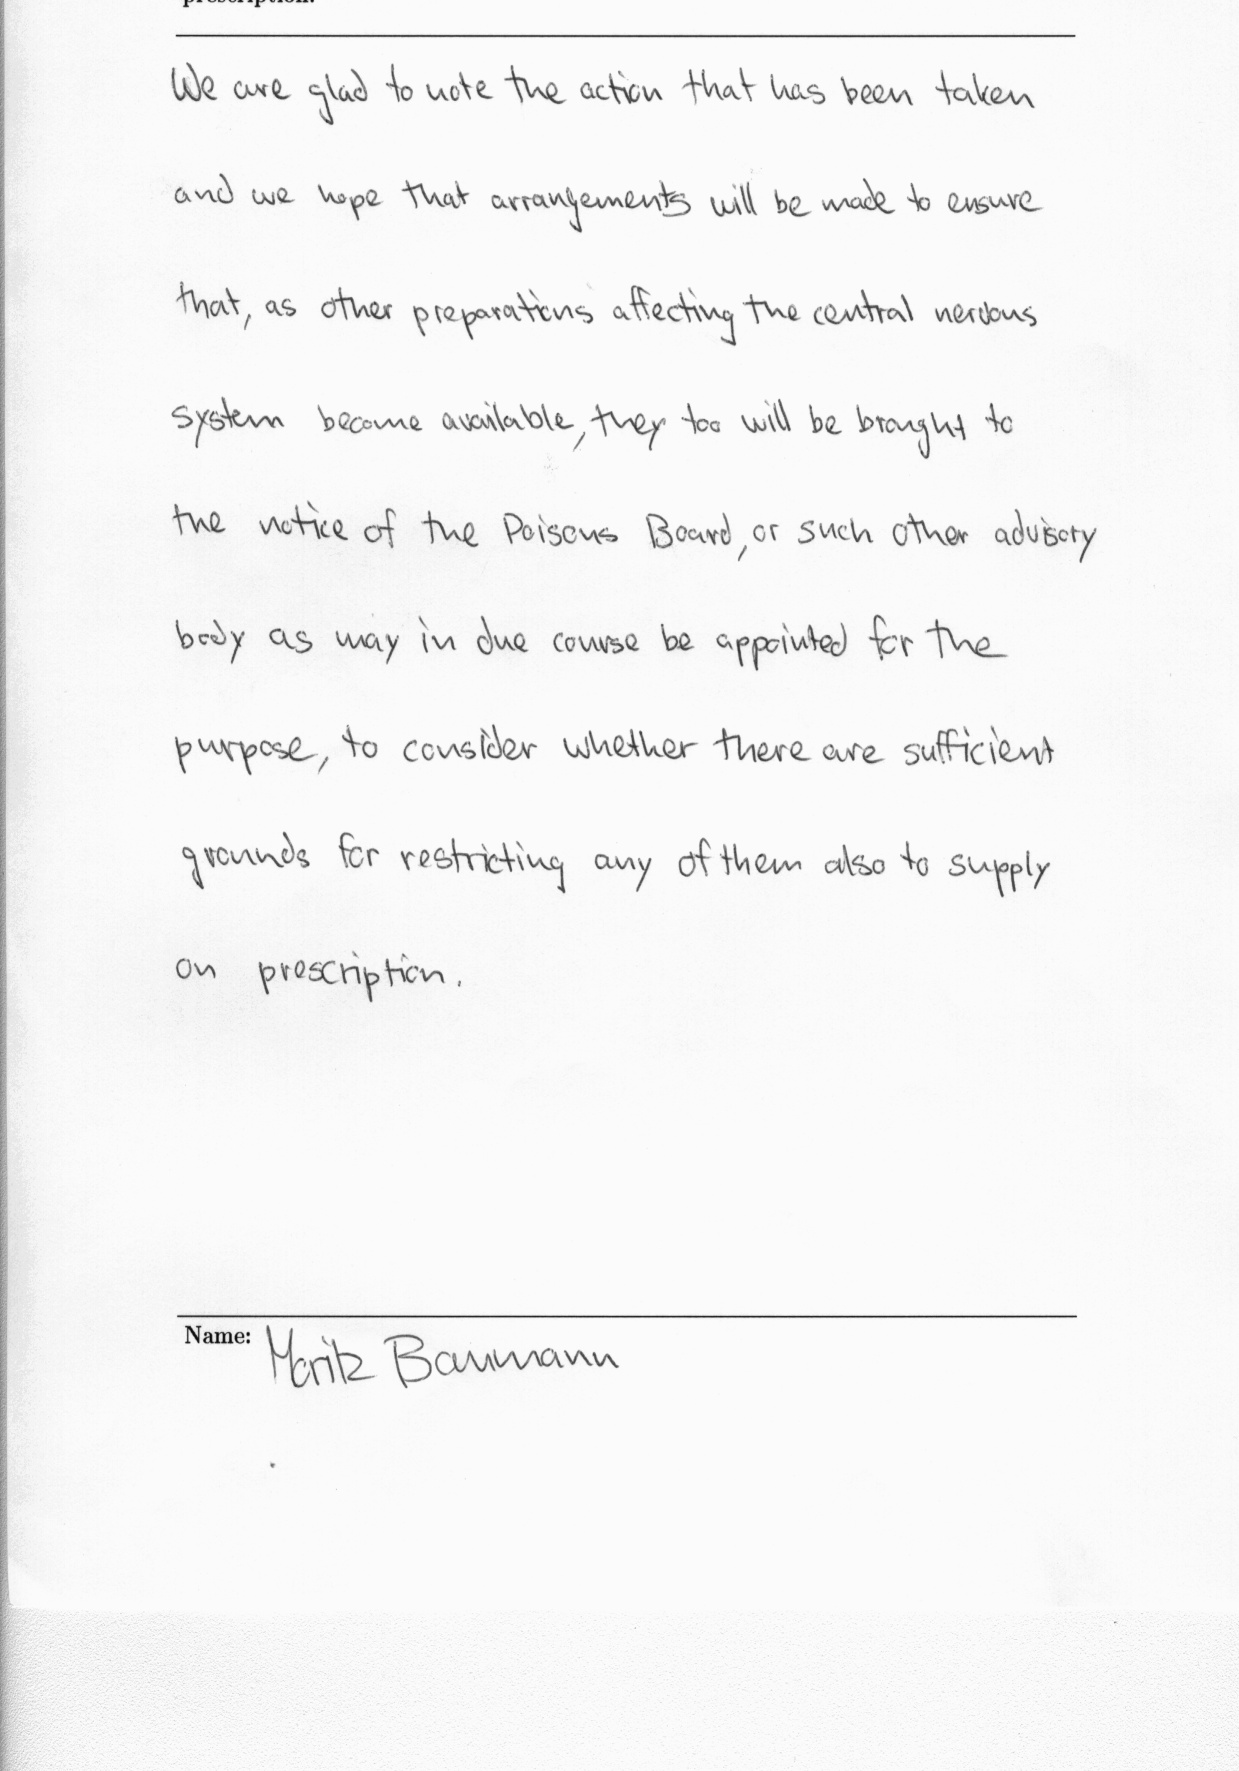 prescription.
We are glad to note the action that has been taken
and we hope that arrangements will be made to ensure
that, as other preparations affecting the central nervous
system become available, they too will be brought to
the notice of the Poisons Board, or such other advisory
body as may in due course be appointed for the
purpose, to consider whether there are sufficient
grounds for restricting any of them also to supply
on prescription.
Name: Moritz Baumann